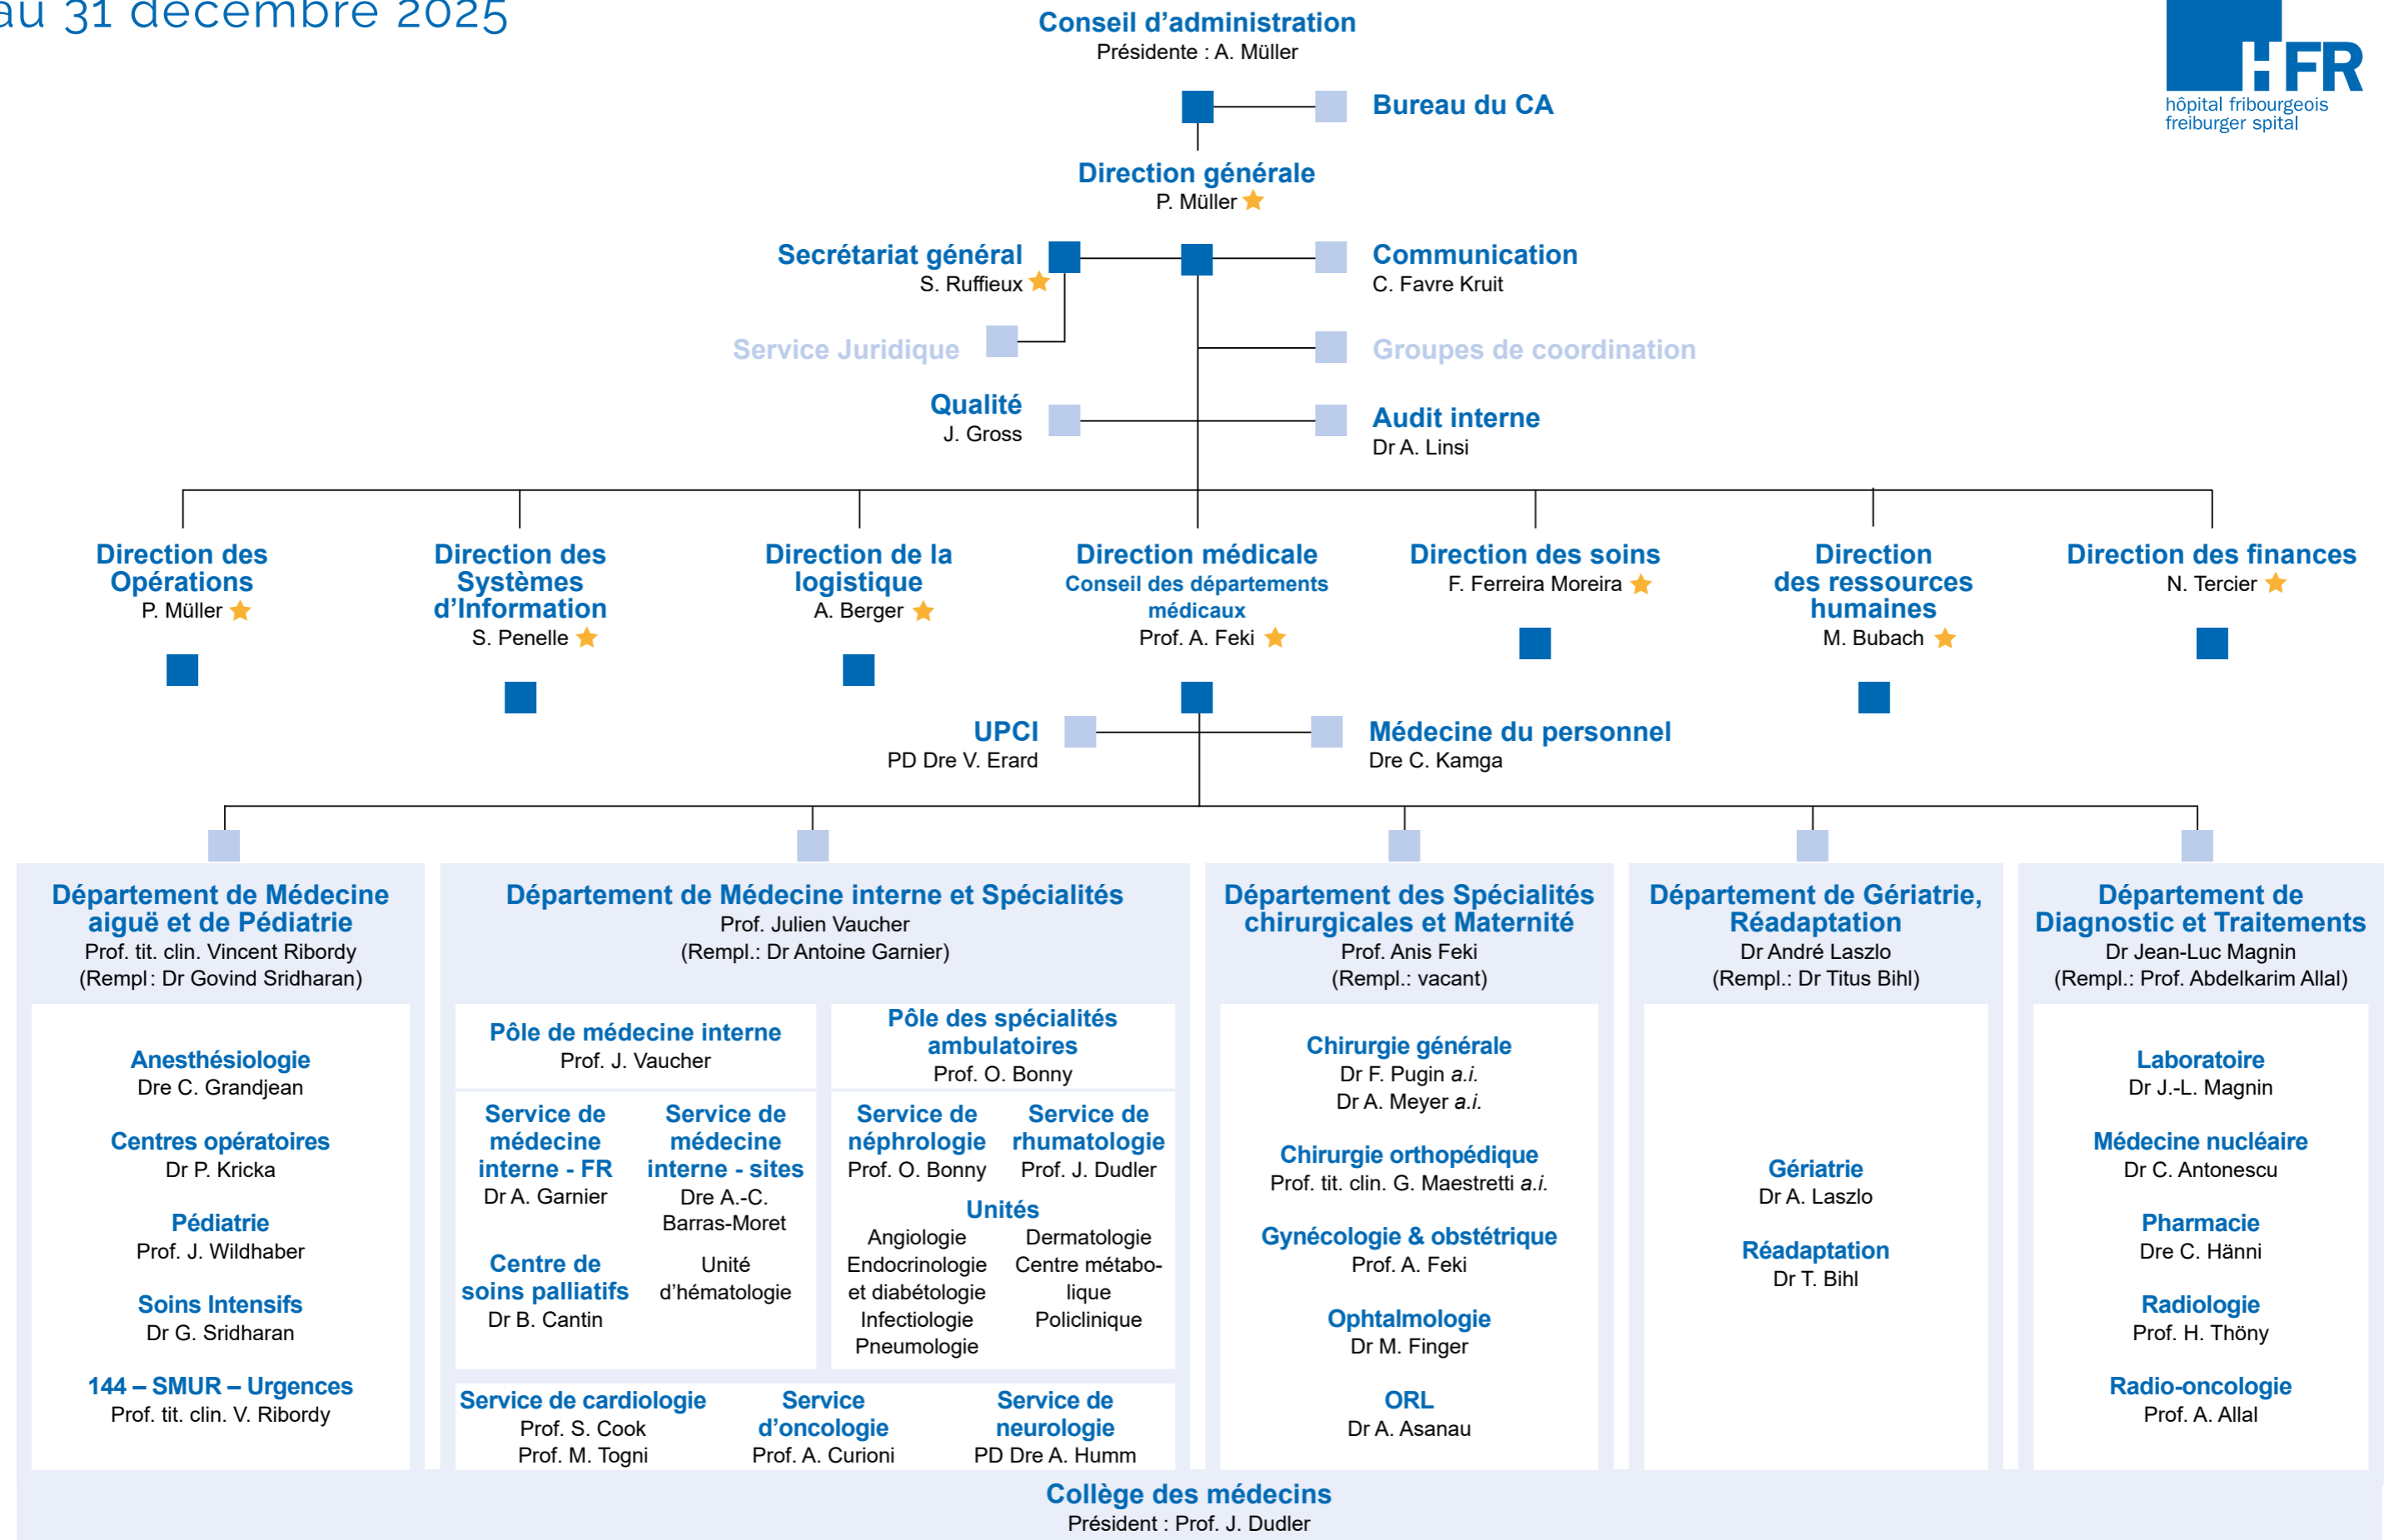 au 31 décembre 2025
Conseil d’administration
Présidente : A. Müller
HFR
hôpital fribourgeois
freiburger spital
Bureau du CA
Direction générale
P. Müller
Secrétariat général
S. Ruffieux
Communication
C. Favre Kruit
Service Juridique
Groupes de coordination
Qualité
J. Gross
Audit interne
Dr A. Linsi
Direction des
Opérations
P. Müller
Direction des
Systèmes
d’Information
S. Penelle
Direction de la
logistique
A. Berger
Direction médicale
Conseil des départements
médicaux
Prof. A. Feki
Direction des soins
F. Ferreira Moreira
Direction
des ressources
humaines
M. Bubach
Direction des finances
N. Tercier
UPCI
PD Dre V. Erard
Médecine du personnel
Dre C. Kamga
Département de Médecine
aiguë et de Pédiatrie
Prof. tit. clin. Vincent Ribordy
(Rempl: Dr Govind Sridharan)
Anesthésiologie
Dre C. Grandjean
Centres opératoires
Dr P. Kricka
Pédiatrie
Prof. J. Wildhaber
Soins Intensifs
Dr G. Sridharan
144 – SMUR – Urgences
Prof. tit. clin. V. Ribordy
Département de Médecine interne et Spécialités
Prof. Julien Vaucher
(Rempl.: Dr Antoine Garnier)
Pôle de médecine interne
Prof. J. Vaucher
Service de
médecine
interne - FR
Dr A. Garnier
Centre de
soins palliatifs
Dr B. Cantin
Service de
médecine
interne - sites
Dre A.-C.
Barras-Moret
Unité
d’hématologie
Pôle des spécialités
ambulatoires
Prof. O. Bonny
Service de
néphrologie
Prof. O. Bonny
Service de
rhumatologie
Prof. J. Dudler
Unités
Angiologie
Endocrinologie
et diabétologie
Infectiologie
Pneumologie
Dermatologie
Centre métabo-
lique
Policlinique
Service de cardiologie
Prof. S. Cook
Prof. M. Togni
Service
d’oncologie
Prof. A. Curioni
Service de
neurologie
PD Dre A. Humm
Département des Spécialités
chirurgicales et Maternité
Prof. Anis Feki
(Rempl.: vacant)
Chirurgie générale
Dr F. Pugin a.i.
Dr A. Meyer a.i.
Chirurgie orthopédique
Prof. tit. clin. G. Maestretti a.i.
Gynécologie & obstétrique
Prof. A. Feki
Ophtalmologie
Dr M. Finger
ORL
Dr A. Asanau
Département de Gériatrie,
Réadaptation
Dr André Laszlo
(Rempl.: Dr Titus Bihl)
Gériatrie
Dr A. Laszlo
Réadaptation
Dr T. Bihl
Département de
Diagnostic et Traitements
Dr Jean-Luc Magnin
(Rempl.: Prof. Abdelkarim Allal)
Laboratoire
Dr J.-L. Magnin
Médecine nucléaire
Dr C. Antonescu
Pharmacie
Dre C. Hänni
Radiologie
Prof. H. Thöny
Radio-oncologie
Prof. A. Allal
Collège des médecins
Président : Prof. J. Dudler